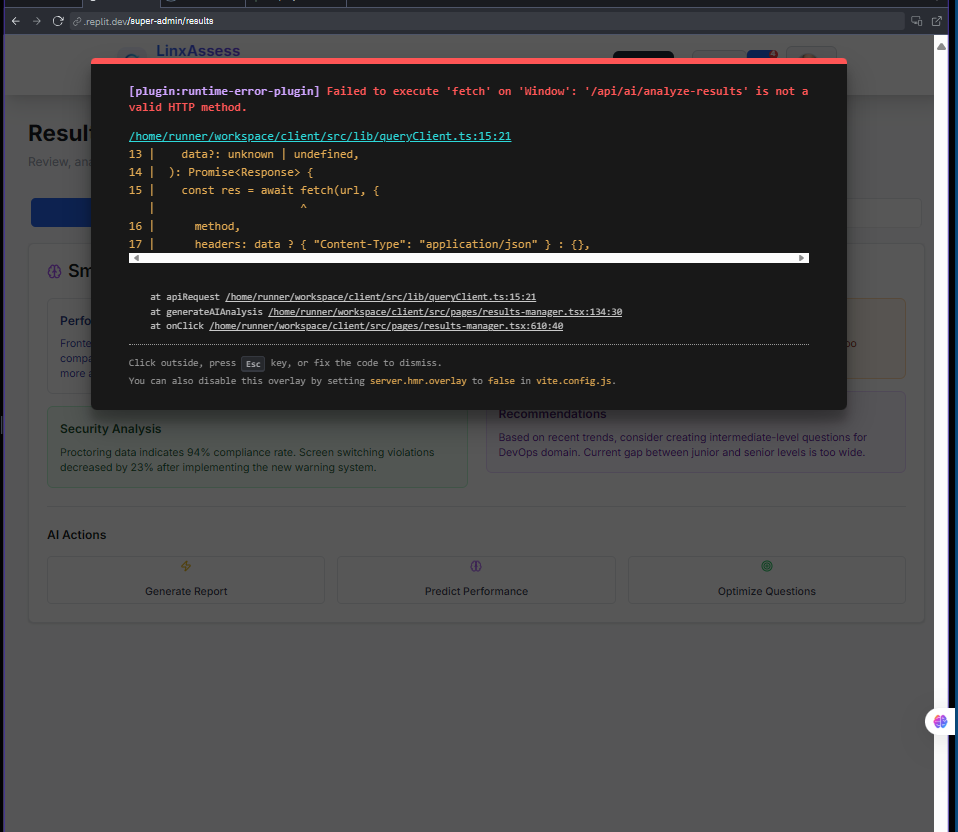 .replit.dev/super-admin/results
LinxAssess
4
[plugin:runtime-error-plugin] Failed to execute 'fetch' on 'Window': '/api/ai/analyze-results' is not a
valid HTTP method.
/home/runner/workspace/client/src/lib/queryClient.ts:15:21
13 |    data?: unknown | undefined,
14 |  ): Promise<Response> {
15 |    const res = await fetch(url, {
   |                      ^
16 |      method,
17 |      headers: data ? { "Content-Type": "application/json" } : {},
at apiRequest /home/runner/workspace/client/src/lib/queryClient.ts:15:21
at generateAIAnalysis /home/runner/workspace/client/src/pages/results-manager.tsx:134:30
at onClick /home/runner/workspace/client/src/pages/results-manager.tsx:610:40
Click outside, press Esc key, or fix the code to dismiss.
You can also disable this overlay by setting server.hmr.overlay to false in vite.config.js.
Review, ana
Sm
Perfo
Fronte
compa
more a
Security Analysis
Proctoring data indicates 94% compliance rate. Screen switching violations
decreased by 23% after implementing the new warning system.
Recommendations
Based on recent trends, consider creating intermediate-level questions for
DevOps domain. Current gap between junior and senior levels is too wide.
AI Actions
Generate Report
Predict Performance
Optimize Questions